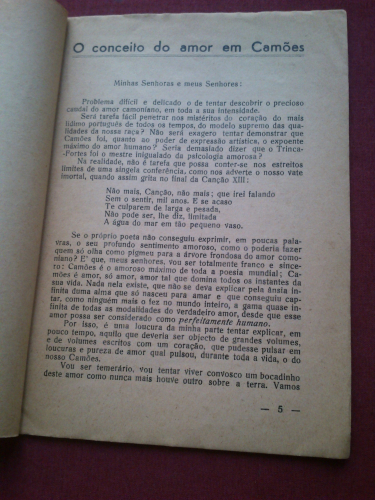 O conceito do amor em Camões
Minhas Senhoras e meus Senhores:
Problema difícil e delicado o de tentar descobrir o precioso
caudal do amor camoniano, em toda a sua intensidade.
Será tarefa fácil penetrar nos mistéritos do coração do mais
lídimo português de todos os tempos, do modelo supremo das qua-
lidades da nossa raça? Não será exagero tentar demonstrar que
Camões foi, quanto ao poder de expressão artística, o expoente
máximo do amor humano? Seria demasiado dizer que o Trinca-
-Fortes foi o mestre inigualado da psicologia amorosa?
Na realidade, não é tarefa que possa conter-se nos estreitos
limites de uma singela conferência, como nos adverte o nosso vate
imortal, quando assim grita no final da Canção XIII:
Não mais, Canção, não mais; que irei falando
Sem o sentir, mil anos. E se acaso
Te culparem de larga e pesada,
Não pode ser, lhe diz, limitada
A água do mar em tão pequeno vaso.
Se o próprio poeta não conseguiu exprimir, em poucas pala-
vras, o seu profundo sentimento amoroso, como o poderia fazer
quem só olha como pigmeu para a árvore frondosa do amor como-
niano? E' que, meus senhores, vou ser totalmente franco e since-
ro: Camões é o amoroso máximo de toda a poesia mundial; Ca-
mões é amor, só amor, amor tal que domina todos os instantes da
sua vida. Nada nela existe, que não se deva explicar pela ânsia in-
finita duma alma que só nasceu para amar e que conseguiu cap-
tar, como ninguém mais o fez no mundo inteiro, a gama quase in-
finita de todas as modalidades do verdadeiro amor, desde que esse
amor possa ser considerado como perfeitamente humano.
Por isso, é uma loucura da minha parte tentar explicar, em
pouco tempo, aquilo que deveria ser objecto de grandes volumes,
e de volumes escritos com um coração, que pudesse pulsar em
loucuras e pureza de amor qual pulsou, durante toda a vida, o do
nosso Camões.
Vou ser temerário, vou tentar viver convosco um bocadinho
deste amor como nunca mais houve outro sobre a terra. Vamos
— 5 —